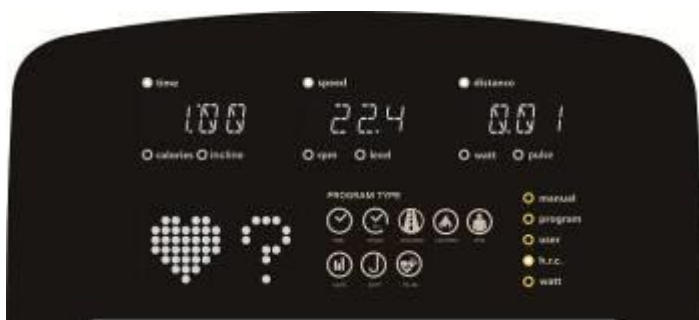 time speed distance
1:00 22.4 0.01
calories incline rpm level watt pulse
PROGRAM TYPE
manual
program
user
h.r.c.
watt
?